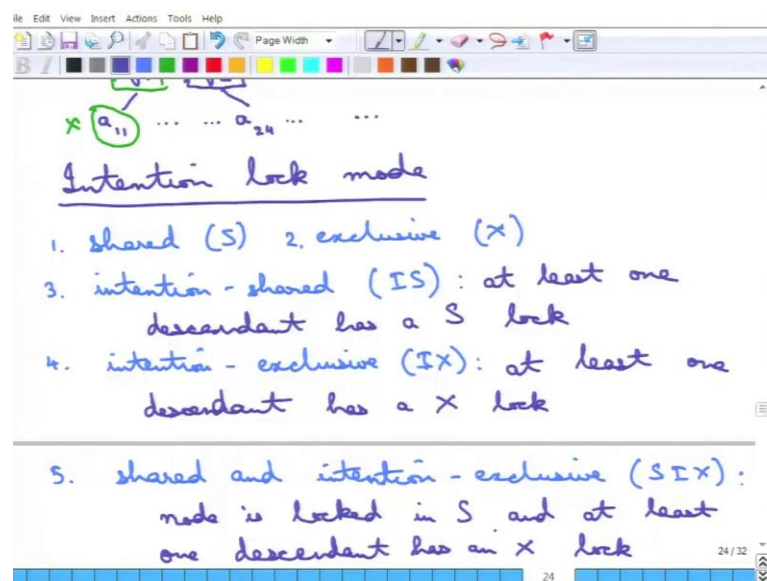 ile Edit View Insert Actions Tools Help
Page Width
B I
x a11 ... ... a24 ... ...
Intention lock mode
1. shared (S) 2. exclusive (X)
3. intention - shared (IS) : at least one
descendant has a S lock
4. intention - exclusive (IX) : at least one
descendant has a X lock
5. shared and intention - exclusive (SIX) :
node is locked in S and at least
one descendant has an X lock
24 / 32
24